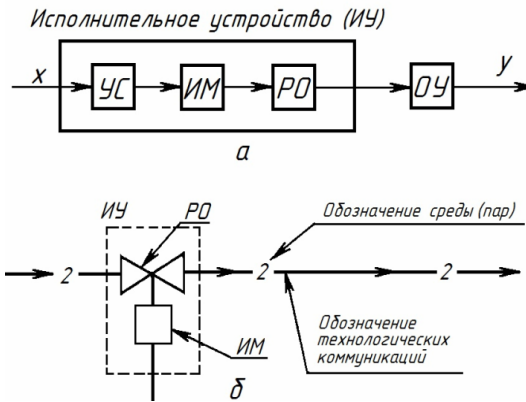 Исполнительное устройство (ИУ)
x
УС
ИМ
РО
ОУ
y
а
ИУ
РО
Обозначение среды (пар)
2
2
2
Обозначение
технологических
коммуникаций
ИМ
б